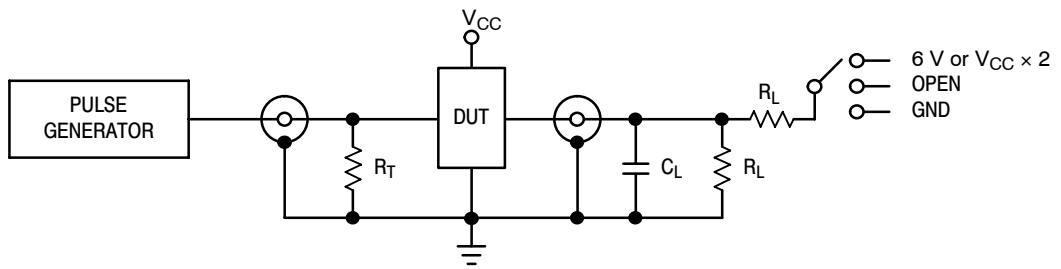 V_CC
6 V or V_CC × 2
OPEN
GND
R_L
PULSE
GENERATOR
DUT
R_T
C_L
R_L